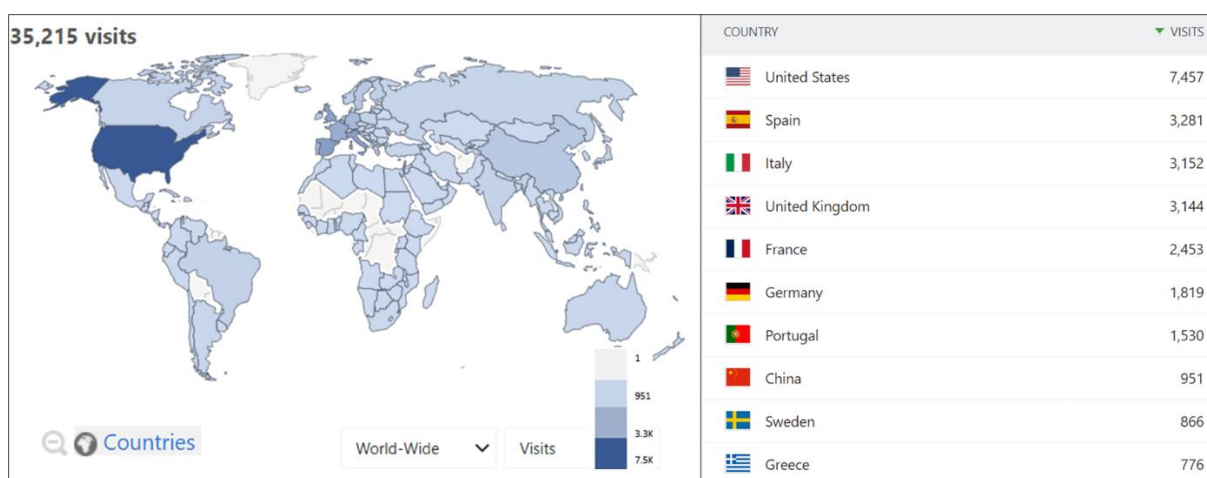 35,215 visits
1
951
3.3K
7.5K
Countries
World-Wide
Visits
COUNTRY VISITS
United States 7,457
Spain 3,281
Italy 3,152
United Kingdom 3,144
France 2,453
Germany 1,819
Portugal 1,530
China 951
Sweden 866
Greece 776